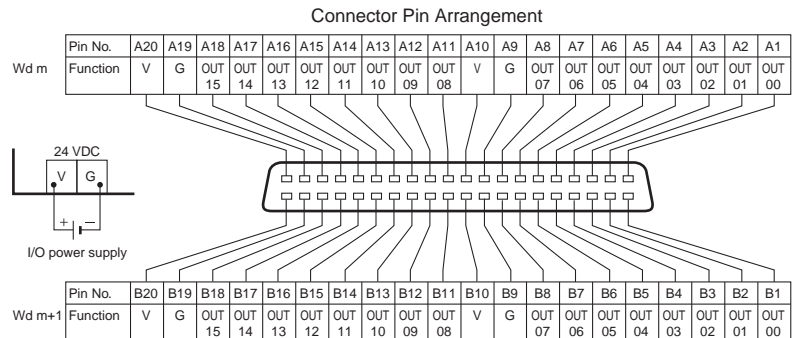 Connector Pin Arrangement
Pin No. A20 A19 A18 A17 A16 A15 A14 A13 A12 A11 A10 A9 A8 A7 A6 A5 A4 A3 A2 A1
Wd m Function V G OUT 15 OUT 14 OUT 13 OUT 12 OUT 11 OUT 10 OUT 09 OUT 08 V G OUT 07 OUT 06 OUT 05 OUT 04 OUT 03 OUT 02 OUT 01 OUT 00
24 VDC
V G
+ −
I/O power supply
Pin No. B20 B19 B18 B17 B16 B15 B14 B13 B12 B11 B10 B9 B8 B7 B6 B5 B4 B3 B2 B1
Wd m+1 Function V G OUT 15 OUT 14 OUT 13 OUT 12 OUT 11 OUT 10 OUT 09 OUT 08 V G OUT 07 OUT 06 OUT 05 OUT 04 OUT 03 OUT 02 OUT 01 OUT 00